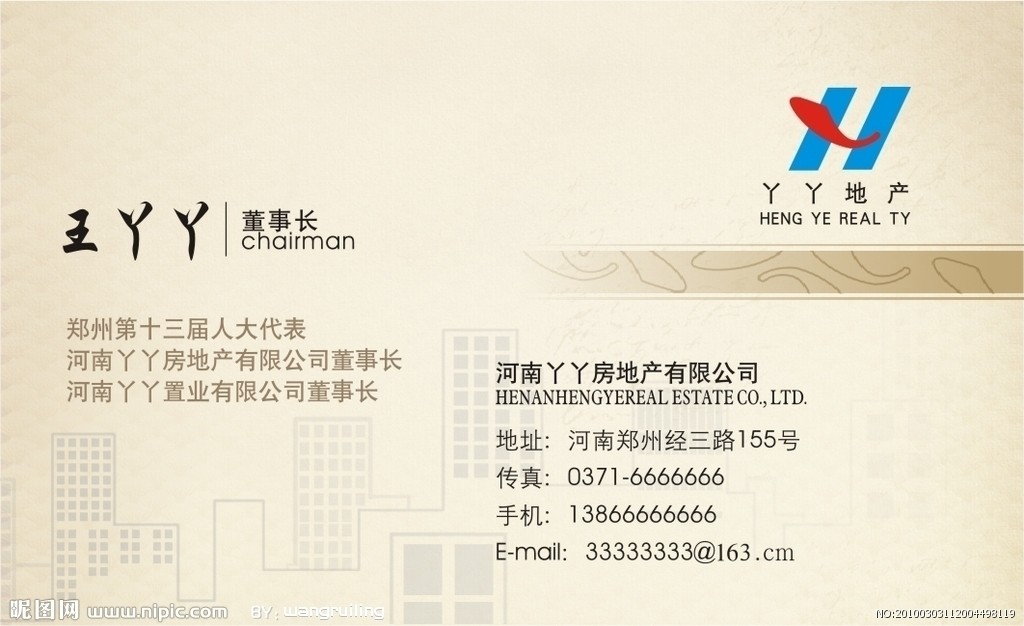 丫丫地产
HENG YE REAL TY
王丫丫
董事长
chairman
郑州第十三届人大代表
河南丫丫房地产有限公司董事长
河南丫丫置业有限公司董事长
河南丫丫房地产有限公司
HENANHENGYEREAL ESTATE CO., LTD.
地址: 河南郑州经三路155号
传真: 0371-6666666
手机: 13866666666
E-mail: 33333333@163.cm
昵图网 www.nipic.com BY: wangruiling
NO:20100303112004498119